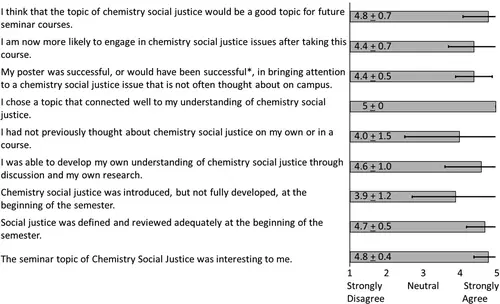 I think that the topic of chemistry social justice would be a good topic for future
seminar courses.
4.8 ± 0.7
I am now more likely to engage in chemistry social justice issues after taking this
course.
4.4 ± 0.7
My poster was successful, or would have been successful*, in bringing attention
to a chemistry social justice issue that is not often thought about on campus.
4.4 ± 0.5
I chose a topic that connected well to my understanding of chemistry social
justice.
5 ± 0
I had not previously thought about chemistry social justice on my own or in a
course.
4.0 ± 1.5
I was able to develop my own understanding of chemistry social justice through
discussion and my own research.
4.6 ± 1.0
Chemistry social justice was introduced, but not fully developed, at the
beginning of the semester.
3.9 ± 1.2
Social justice was defined and reviewed adequately at the beginning of the
semester.
4.7 ± 0.5
The seminar topic of Chemistry Social Justice was interesting to me.
4.8 ± 0.4
1 2 3 4 5
Strongly Neutral Strongly
Disagree Agree